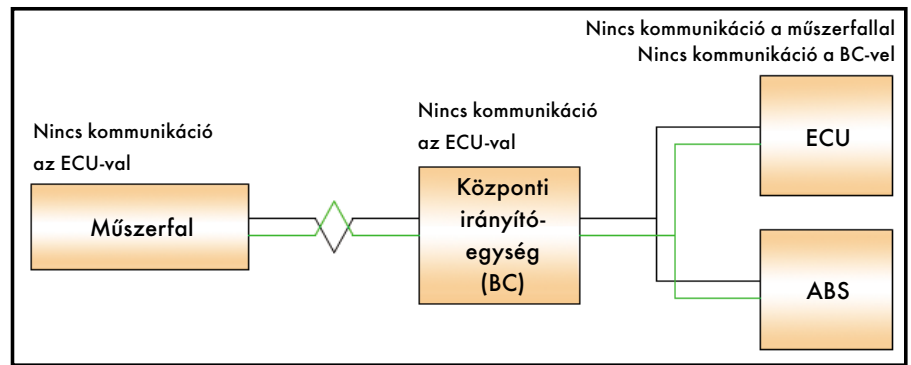 Nincs kommunikáció a műszerfallal
Nincs kommunikáció a BC-vel
Nincs kommunikáció
az ECU-val
Nincs kommunikáció
az ECU-val
Műszerfal
Központi
irányító-
egység
(BC)
ECU
ABS